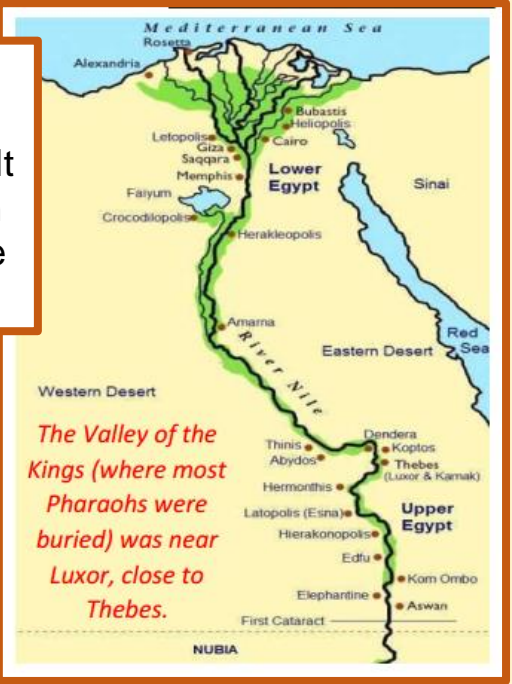 Mediterranean Sea
Rosetta
Alexandria
lt
e
Bubastis
Heliopolis
Letopolis
Cairo
Giza
Saqqara
Memphis
Lower
Egypt
Sinai
Faiyum
Crocodilopolis
Herakleopolis
Amarna
River Nile
Red
Sea
Eastern Desert
Western Desert
The Valley of the
Kings (where most
Pharaohs were
buried) was near
Luxor, close to
Thebes.
Dendera
Thinis
Koptos
Abydos
Thebes
(Luxor & Karnak)
Hermonthis
Latopolis (Esna)
Upper
Egypt
Hierakonopolis
Edfu
Kom Ombo
Elephantine
Aswan
First Cataract
NUBIA